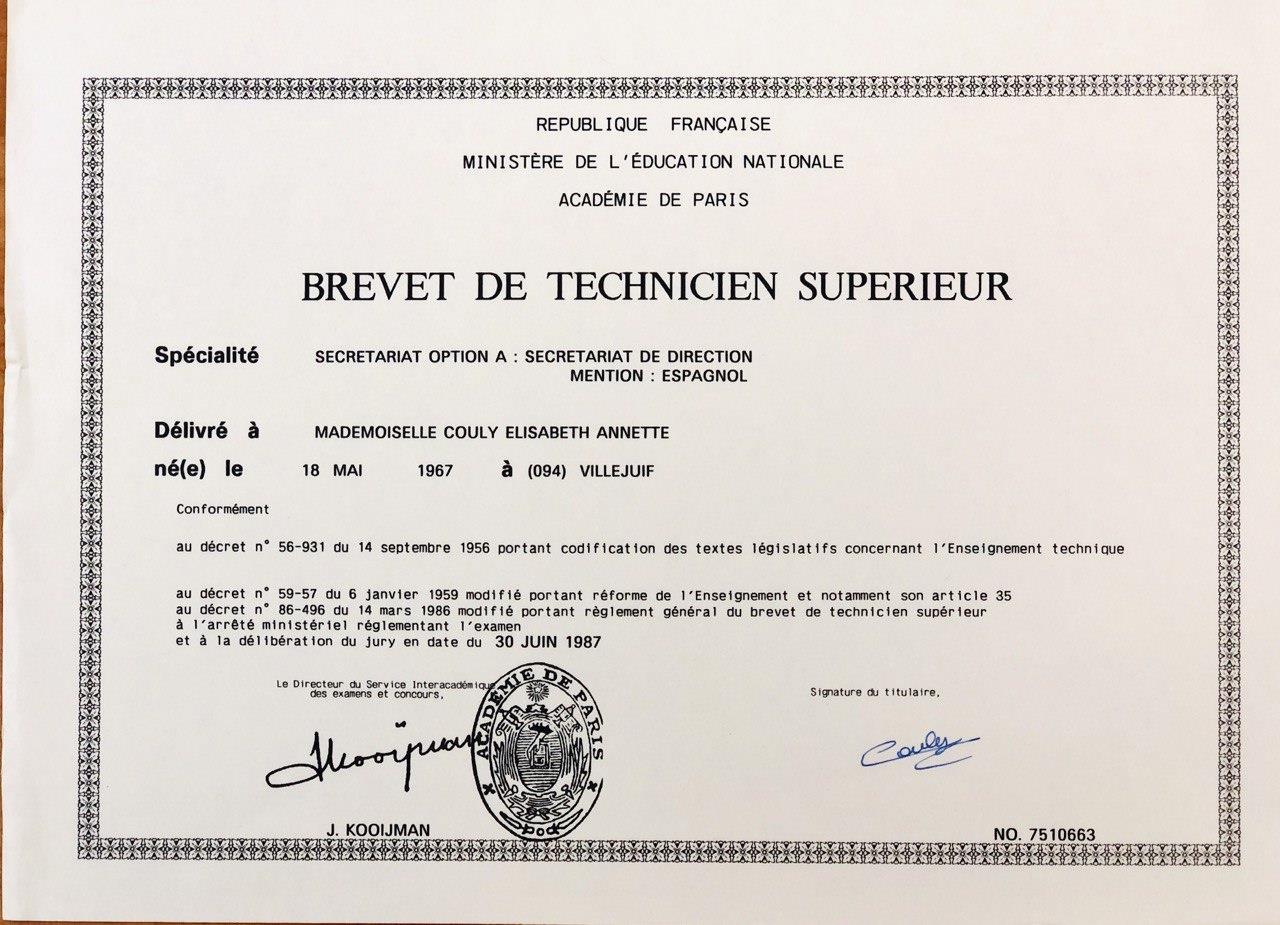 REPUBLIQUE FRANÇAISE
MINISTÈRE DE L'ÉDUCATION NATIONALE
ACADÉMIE DE PARIS
BREVET DE TECHNICIEN SUPERIEUR
Spécialité SECRETARIAT OPTION A : SECRETARIAT DE DIRECTION
MENTION : ESPAGNOL
Délivré à MADEMOISELLE COULY ELISABETH ANNETTE
né(e) le 18 MAI 1967 à (094) VILLEJUIF
Conformément
au décret n° 56-931 du 14 septembre 1956 portant codification des textes législatifs concernant l'Enseignement technique
au décret n° 59-57 du 6 janvier 1959 modifié portant réforme de l'Enseignement et notamment son article 35
au décret n° 86-496 du 14 mars 1986 modifié portant règlement général du brevet de technicien supérieur
à l'arrêté ministériel réglementant l'examen
et à la délibération du jury en date du 30 JUIN 1987
Le Directeur du Service Interacadémique
des examens et concours,
Signature du titulaire,
ACADÉMIE DE PARIS
JKooijman
Couly
J. KOOIJMAN
NO. 7510663